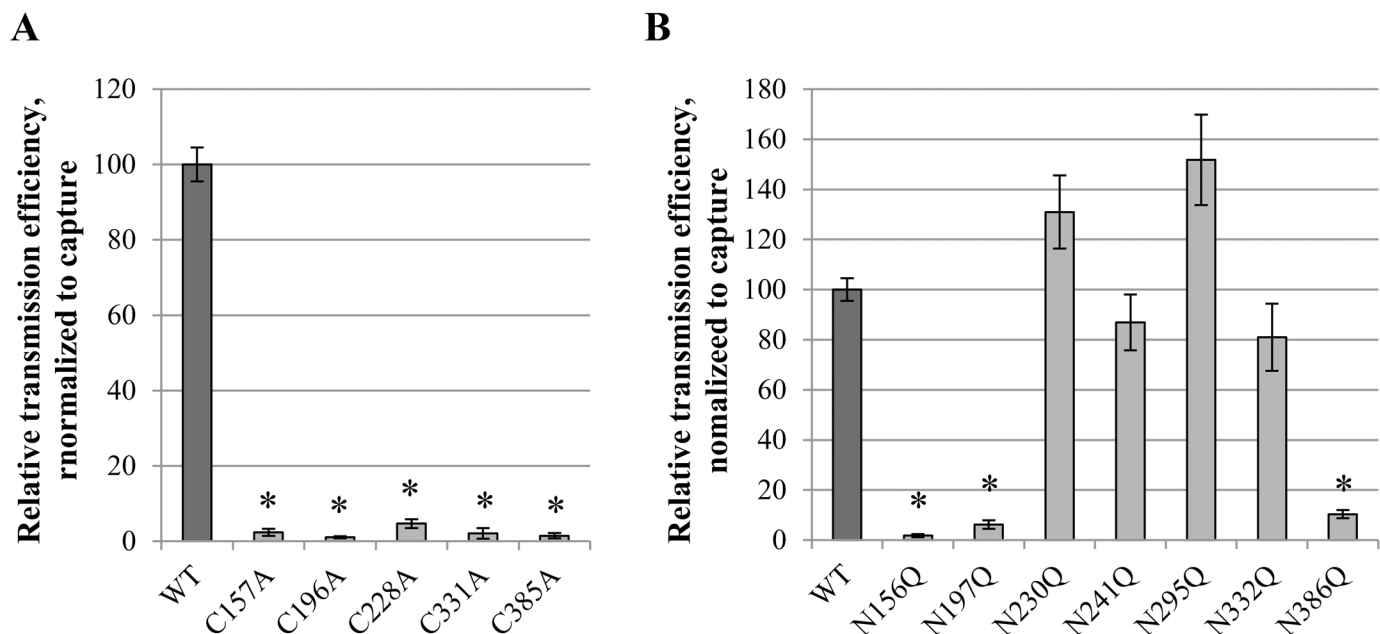 A
Relative transmission efficiency,
rnormalized to capture
120
100
80
60
40
20
0
*
*
*
*
*
WT
C157A
C196A
C228A
C331A
C385A
B
Relative transmission efficiency,
nomalizeed to capture
180
160
140
120
100
80
60
40
20
0
*
*
*
WT
N156Q
N197Q
N230Q
N241Q
N295Q
N332Q
N386Q